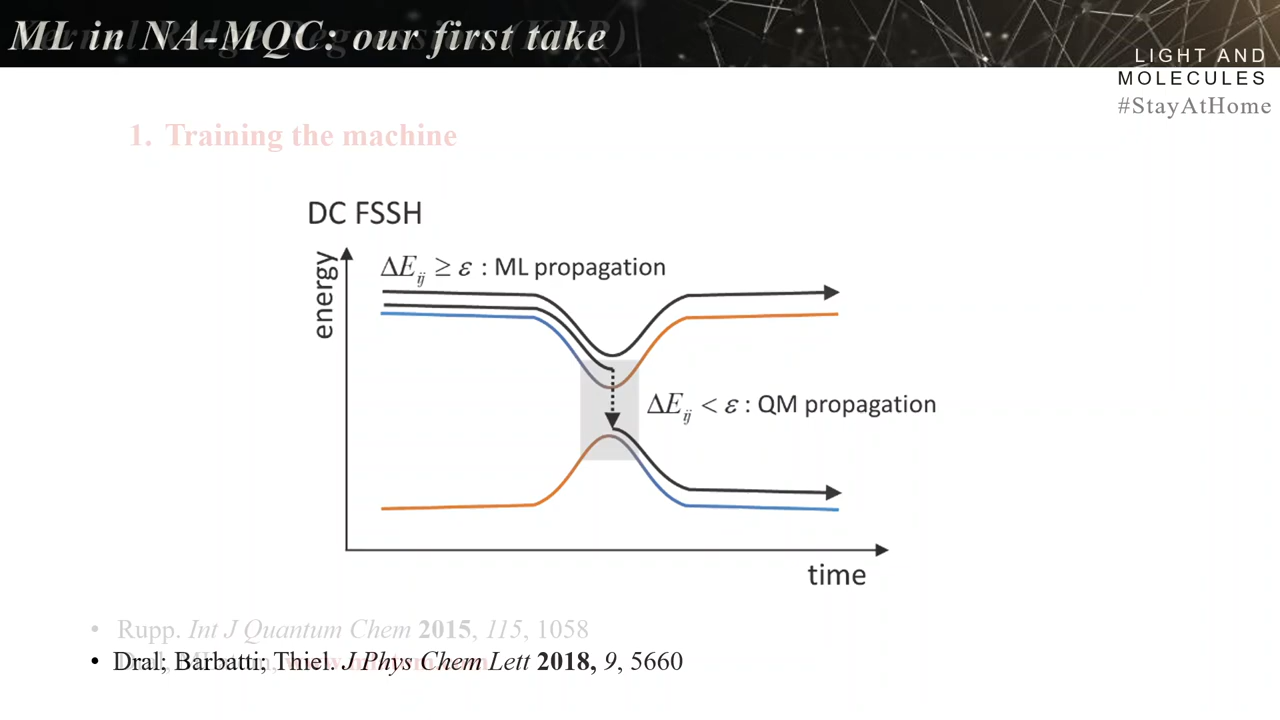 ML in NA-MQC: our first take
LIGHT AND
MOLECULES
#StayAtHome
1. Training the machine
DC FSSH
energy
ΔE_ij ≥ ε : ML propagation
ΔE_ij < ε : QM propagation
time
• Rupp. Int J Quantum Chem 2015, 115, 1058
• Dral; Barbatti; Thiel. J Phys Chem Lett 2018, 9, 5660